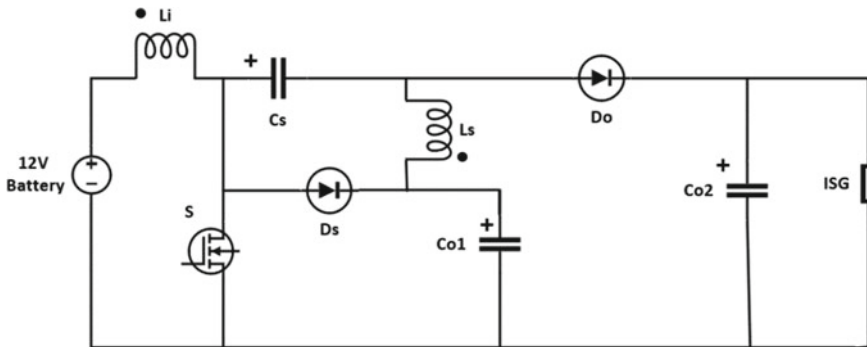 Li
+
Cs
Ls
Do
12V
Battery
+
−
S
Ds
+
Co1
+
Co2
ISG